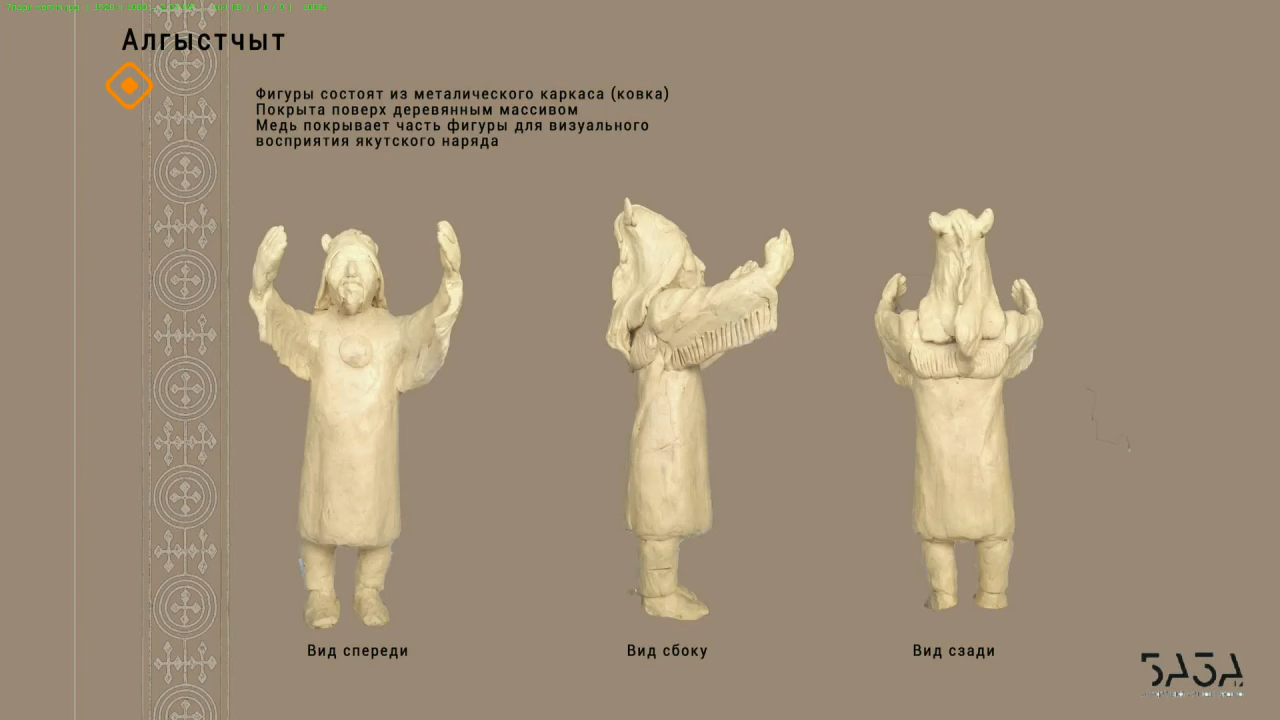 Алгыстчыт
Фигуры состоят из металического каркаса (ковка)
Покрыта поверх деревянным массивом
Медь покрывает часть фигуры для визуального
восприятия якутского наряда
Вид спереди
Вид сбоку
Вид сзади
БАЗА